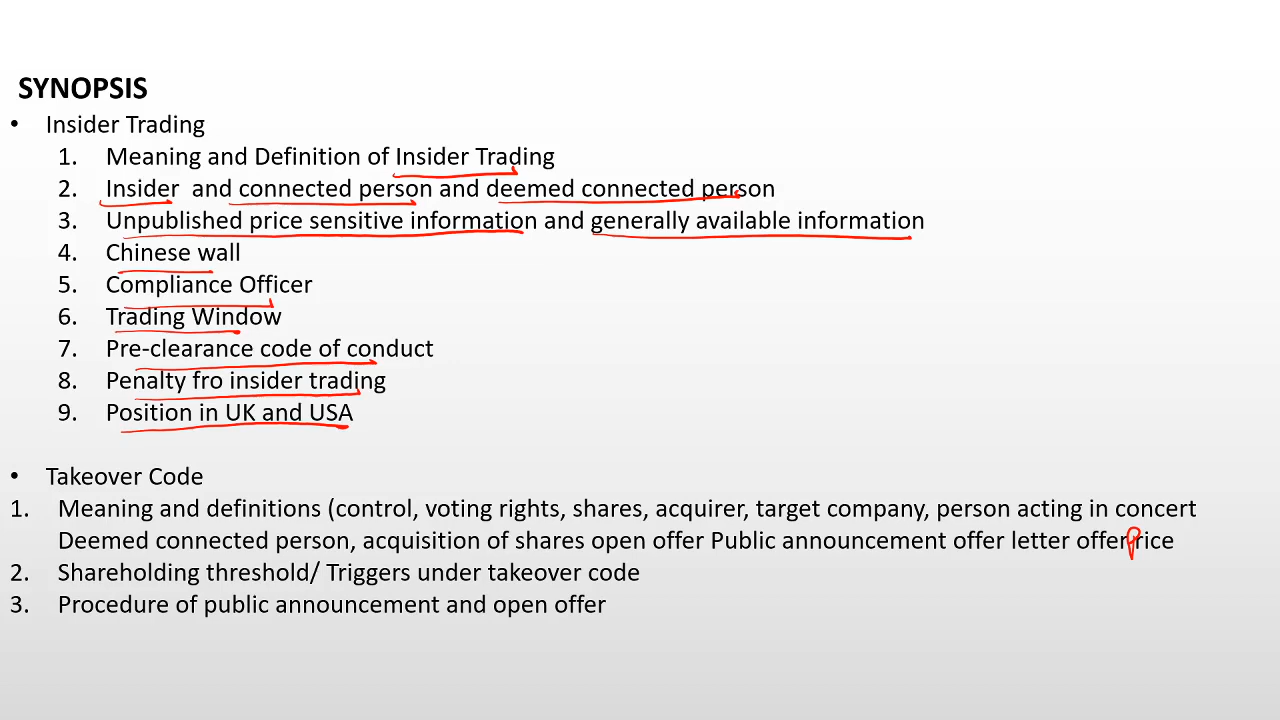 SYNOPSIS
• Insider Trading
1. Meaning and Definition of Insider Trading
2. Insider and connected person and deemed connected person
3. Unpublished price sensitive information and generally available information
4. Chinese wall
5. Compliance Officer
6. Trading Window
7. Pre-clearance code of conduct
8. Penalty fro insider trading
9. Position in UK and USA
• Takeover Code
1. Meaning and definitions (control, voting rights, shares, acquirer, target company, person acting in concert
Deemed connected person, acquisition of shares open offer Public announcement offer letter offer price
2. Shareholding threshold/ Triggers under takeover code
3. Procedure of public announcement and open offer